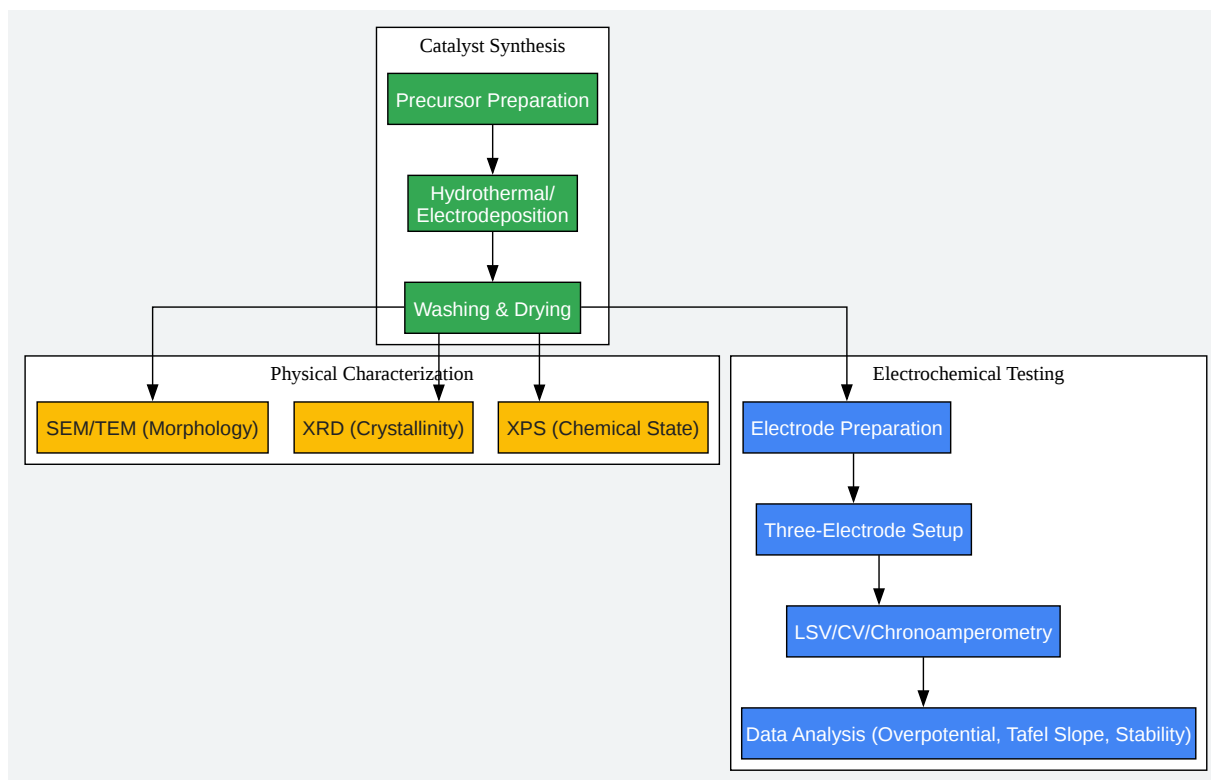 Catalyst Synthesis
Precursor Preparation
Hydrothermal/
Electrodeposition
Washing & Drying
Physical Characterization
SEM/TEM (Morphology)
XRD (Crystallinity)
XPS (Chemical State)
Electrochemical Testing
Electrode Preparation
Three-Electrode Setup
LSV/CV/Chronoamperometry
Data Analysis (Overpotential, Tafel Slope, Stability)